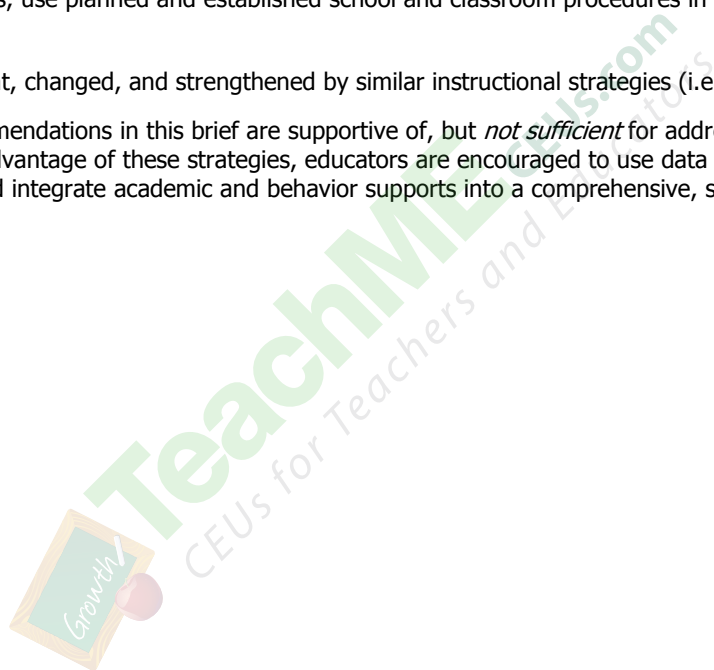 s, use planned and established school and classroom procedures in
t, changed, and strengthened by similar instructional strategies (i.e
mendations in this brief are supportive of, but not sufficient for addre
dvantage of these strategies, educators are encouraged to use data
d integrate academic and behavior supports into a comprehensive, s
TeachME CEUs.com
CEUs for Teachers and Educators
Growth